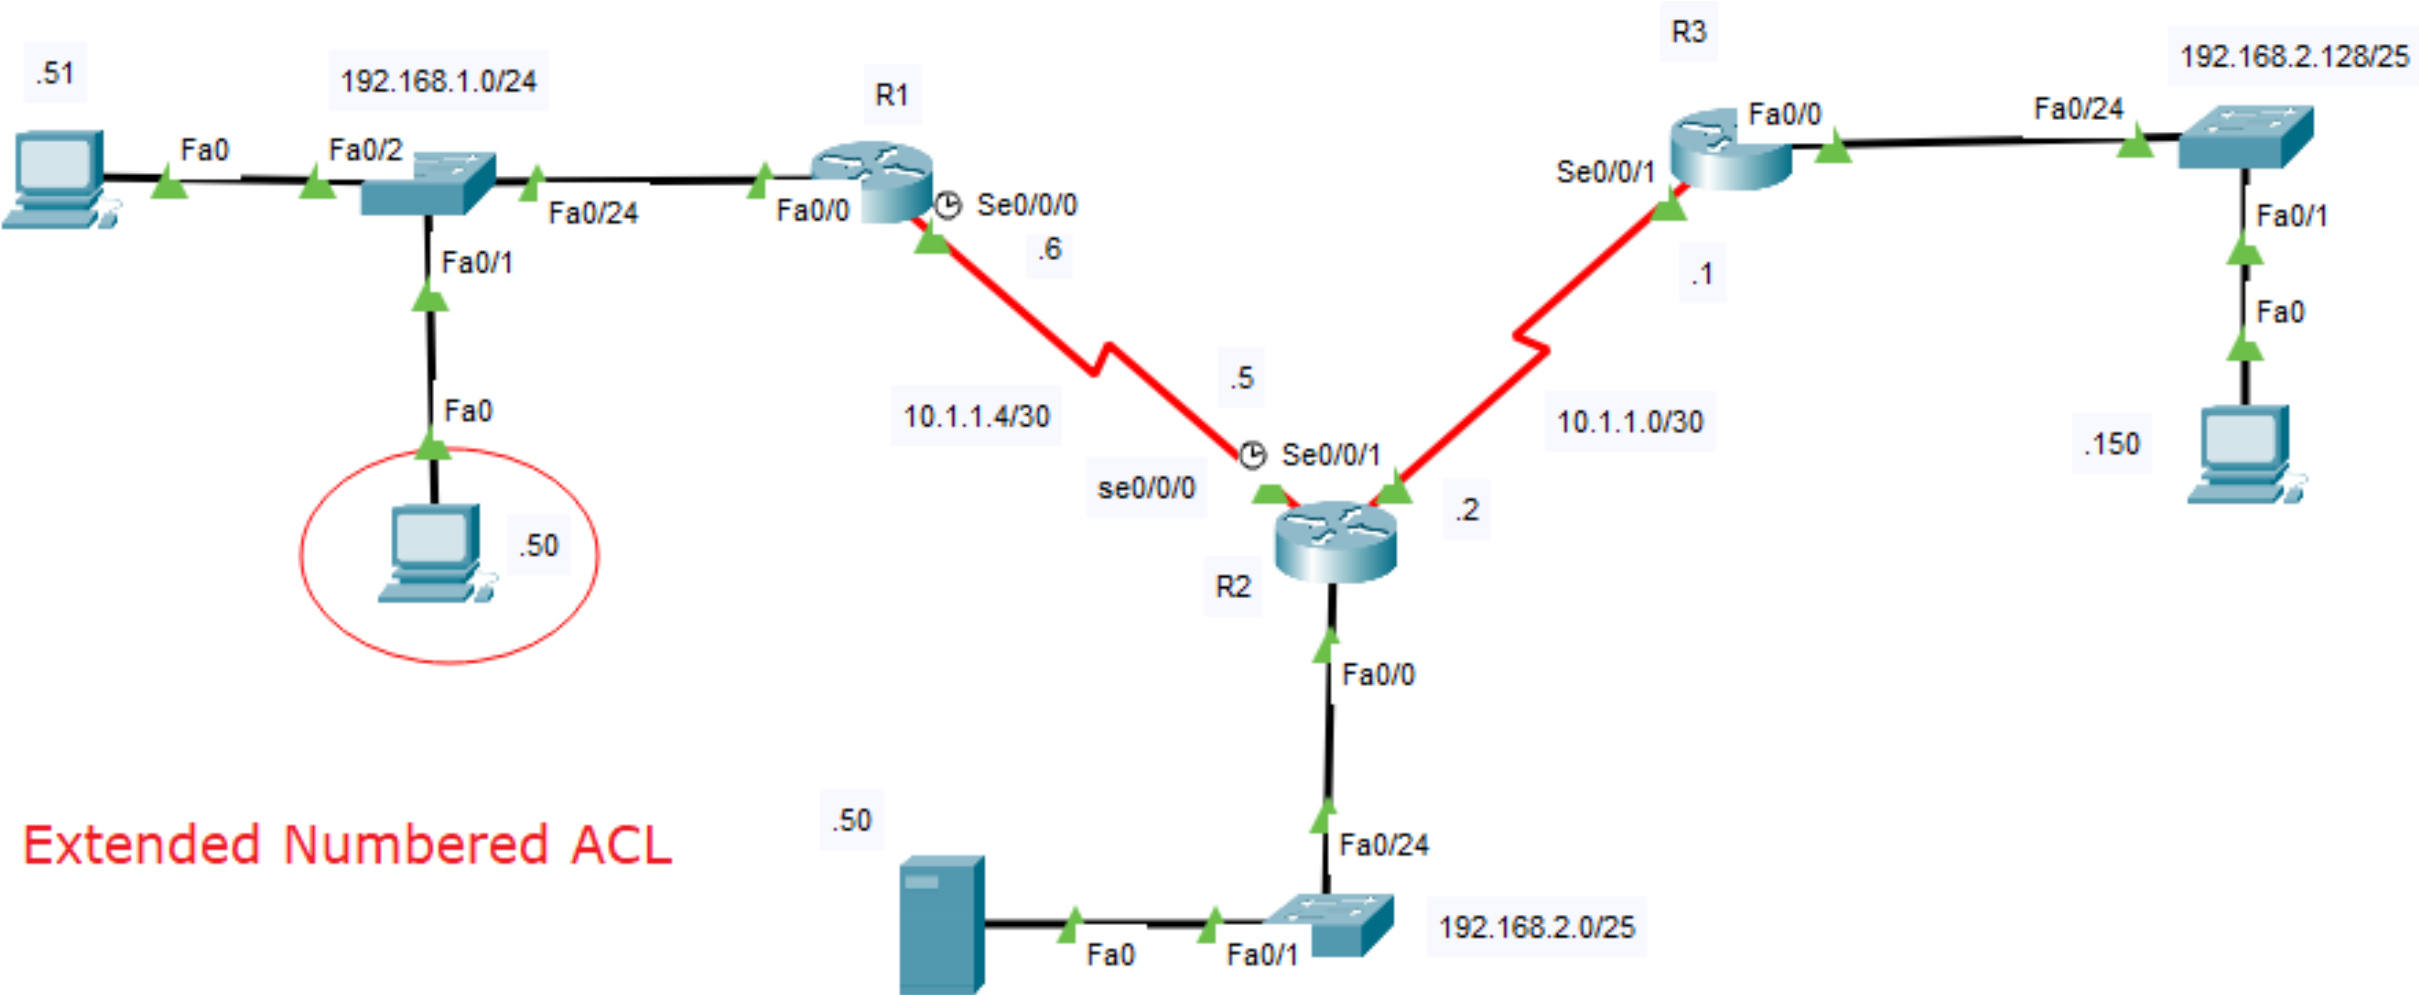 R3
192.168.2.128/25
.51
192.168.1.0/24
R1
Fa0/0
Fa0/24
Fa0
Fa0/2
Se0/0/1
Fa0/24
Fa0/0
Se0/0/0
Fa0/1
.6
Fa0/1
.1
Fa0
.5
Fa0
10.1.1.4/30
10.1.1.0/30
.150
Se0/0/1
se0/0/0
.2
.50
R2
Fa0/0
.50
Extended Numbered ACL
Fa0/24
192.168.2.0/25
Fa0
Fa0/1